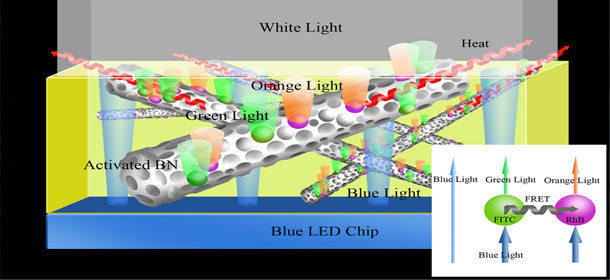 White Light
Heat
Orange Light
Green Light
Activated BN
Blue Light
Blue LED Chip
Blue Light
Green Light
Orange Light
FRET
FITC
RhB
Blue Light